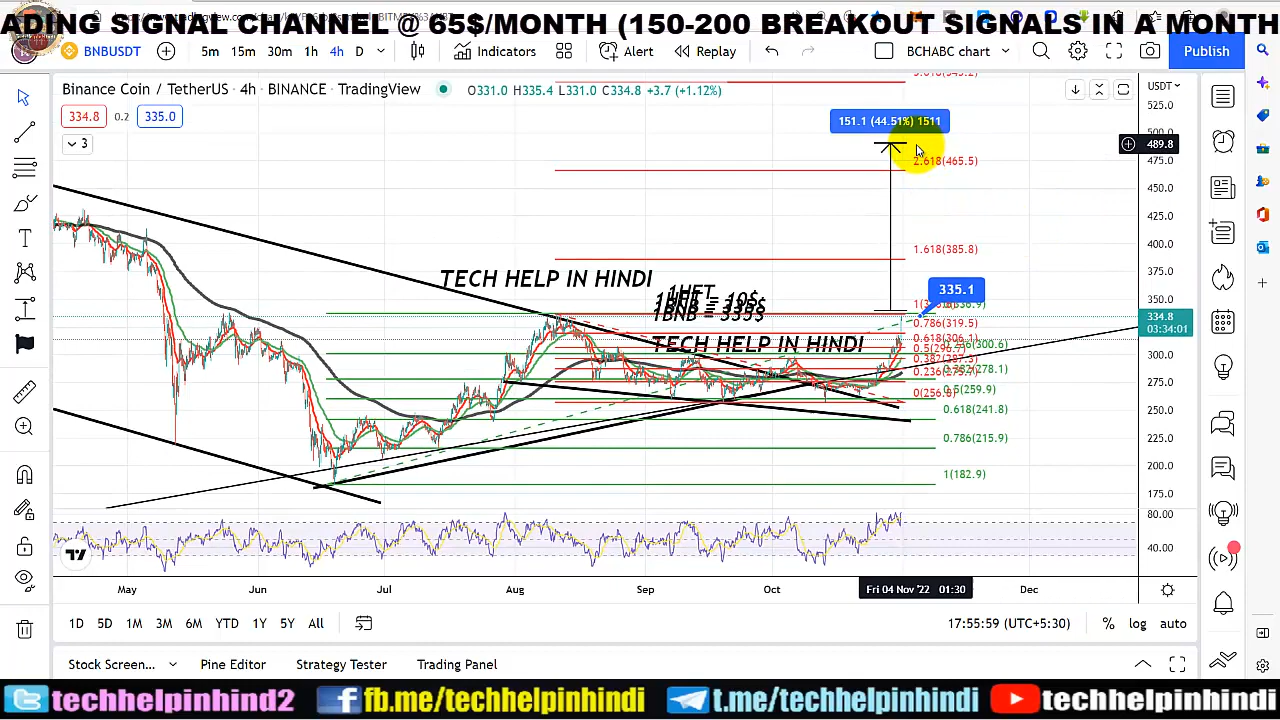 ADING SIGNAL CHANNEL @ 65$/MONTH (150-200 BREAKOUT SIGNALS IN A MONTH
BNBUSDT 5m 15m 30m 1h 4h D Indicators Alert Replay BCHABC chart Publish
Binance Coin / TetherUS · 4h · BINANCE · TradingView O331.0 H335.4 L331.0 C334.8 +3.7 (+1.12%)
USDT
334.8 0.2 335.0
3
525.0
151.1 (44.51%) 1511
500.0
489.8
2.618(465.5)
475.0
450.0
425.0
1.618(385.8)
400.0
TECH HELP IN HINDI
375.0
1HFT
335.1
350.0
1BNB = 335$
334.8
03:34:01
0.786(319.5)
0.618(306.1)
TECH HELP IN HINDI
300.0
275.0
0.5(259.9)
250.0
0.618(241.8)
225.0
0.786(215.9)
200.0
1(182.9)
175.0
80.00
40.00
May Jun Jul Aug Sep Oct Fri 04 Nov '22 01:30 Dec
1D 5D 1M 3M 6M YTD 1Y 5Y All 17:55:59 (UTC+5:30) % log auto
Stock Screen... Pine Editor Strategy Tester Trading Panel
techhelpinhindi2 fb.me/techhelpinhindi t.me/techhelpinhindi techhelpinhindi